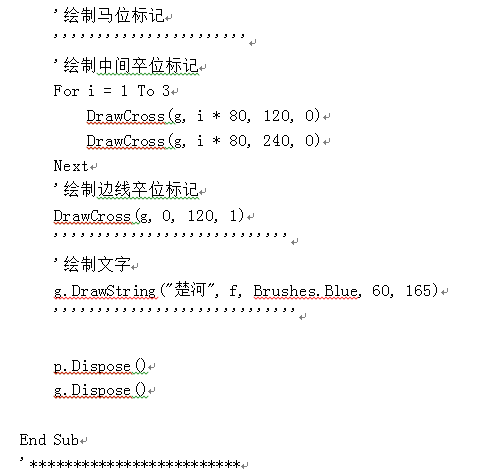 '绘制马位标记
''''''''''''''''''''''
'绘制中间卒位标记
For i = 1 To 3
DrawCross(g, i * 80, 120, 0)
DrawCross(g, i * 80, 240, 0)
Next
'绘制边线卒位标记
DrawCross(g, 0, 120, 1)
'''''''''''''''''''''''''''
'绘制文字
g.DrawString("楚河", f, Brushes.Blue, 60, 165)
''''''''''''''''''''''''''''
p.Dispose()
g.Dispose()
End Sub
'*************************